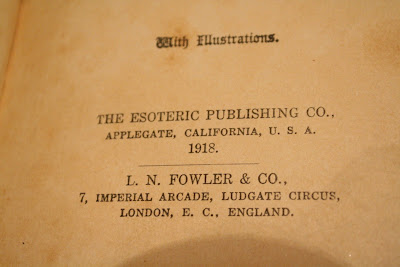 With Illustrations.
THE ESOTERIC PUBLISHING CO.,
APPLEGATE, CALIFORNIA, U. S. A.
1918.
L. N. FOWLER & CO.,
7, IMPERIAL ARCADE, LUDGATE CIRCUS,
LONDON, E. C., ENGLAND.